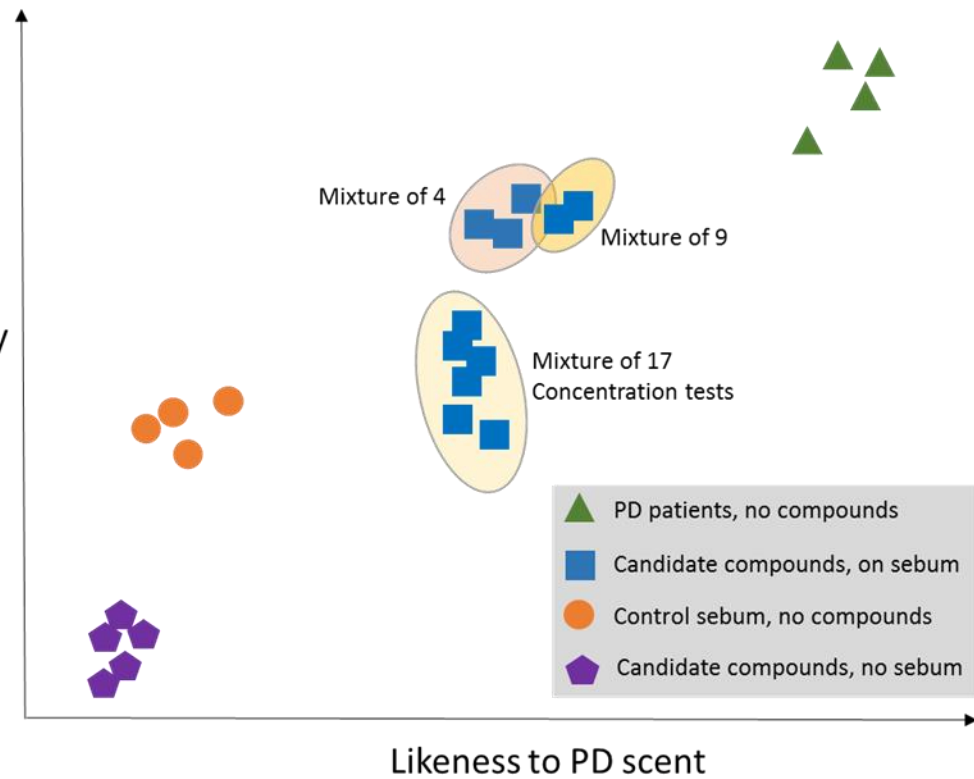 Mixture of 4
Mixture of 9
Mixture of 17
Concentration tests
PD patients, no compounds
Candidate compounds, on sebum
Control sebum, no compounds
Candidate compounds, no sebum
Likeness to PD scent